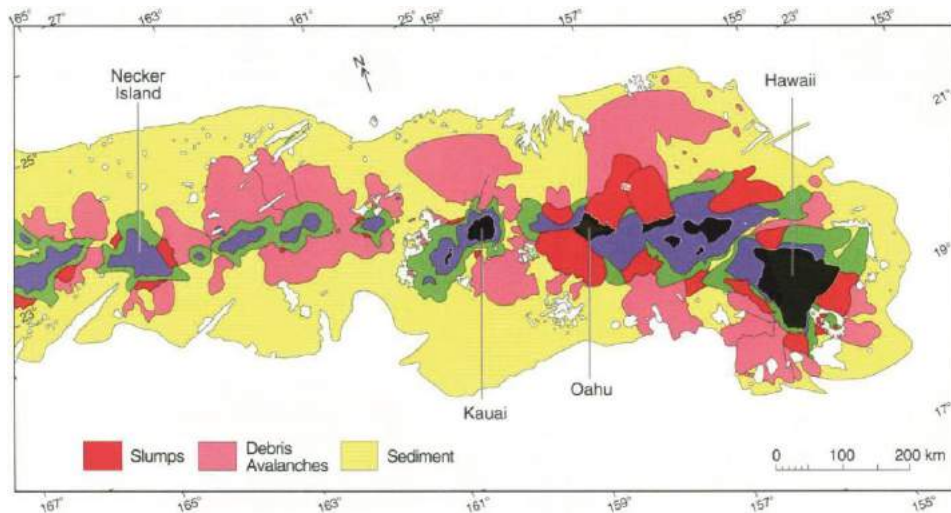 165° 27° 163° 161° 25° 159° 157° 155° 23° 153°
N
Necker
Island
Hawaii
21°
25°
19°
23°
Kauai
Oahu
17°
Slumps
Debris
Avalanches
Sediment
0 100 200 km
167° 165° 163° 161° 159° 157° 155°